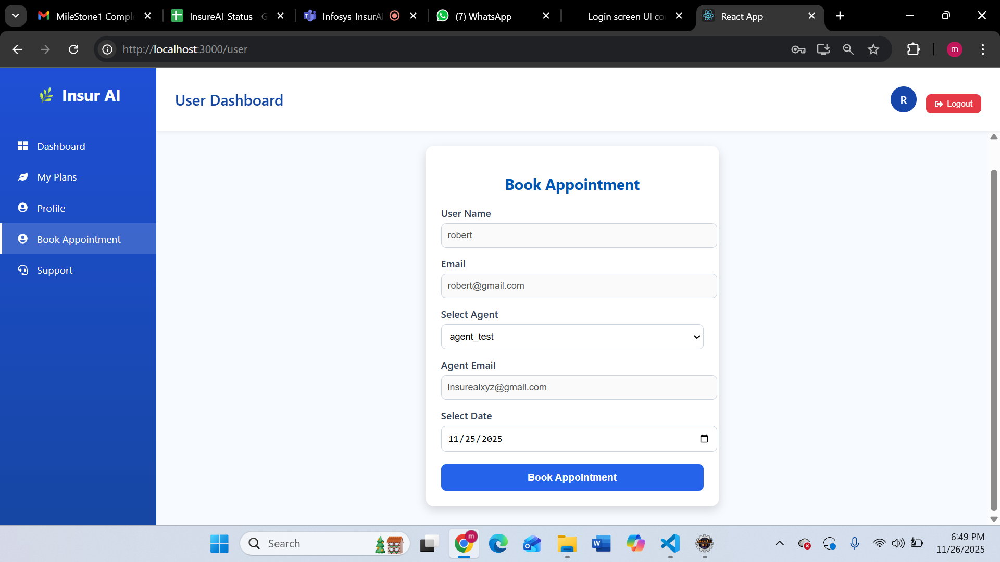 MileStone1 Comple
InsureAI_Status - G
Infosys_InsurAI
(7) WhatsApp
Login screen UI co
React App
http://localhost:3000/user
m
Insur AI
User Dashboard
R
Logout
Dashboard
My Plans
Profile
Book Appointment
Support
Book Appointment
User Name
robert
Email
robert@gmail.com
Select Agent
agent_test
Agent Email
insureaixyz@gmail.com
Select Date
11/25/2025
Book Appointment
Search
m
6:49 PM
11/26/2025